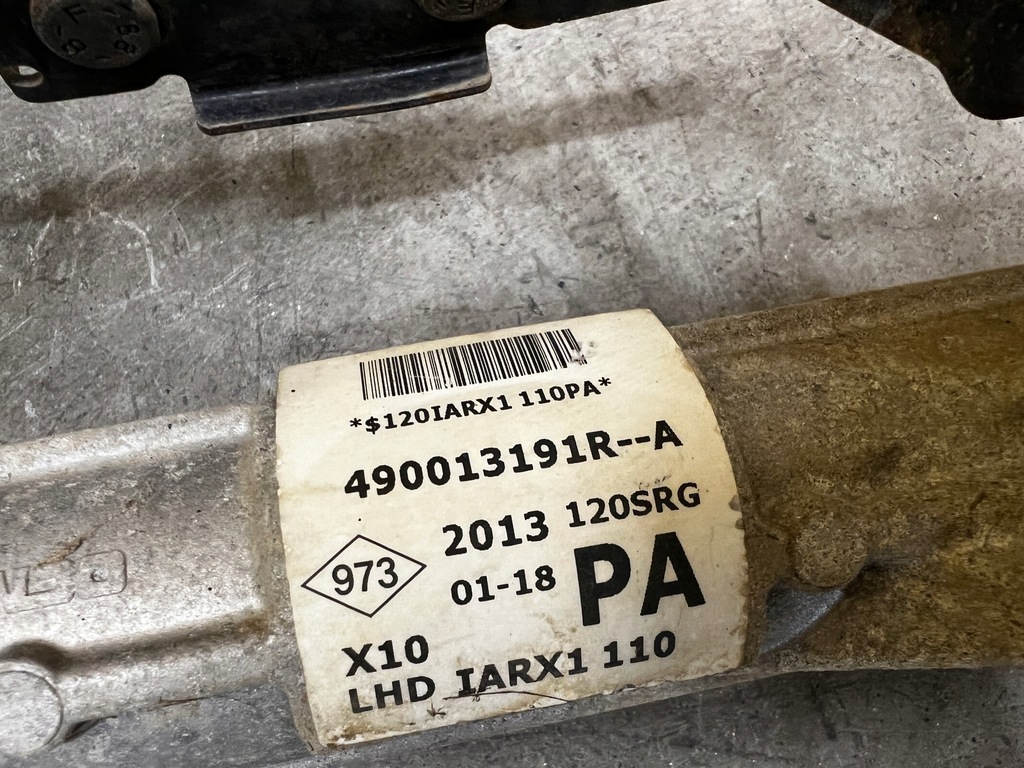 *$120IARX1 110PA*
490013191R--A
2013 120SRG
973 01-18 PA
X10
LHD IARX1 110